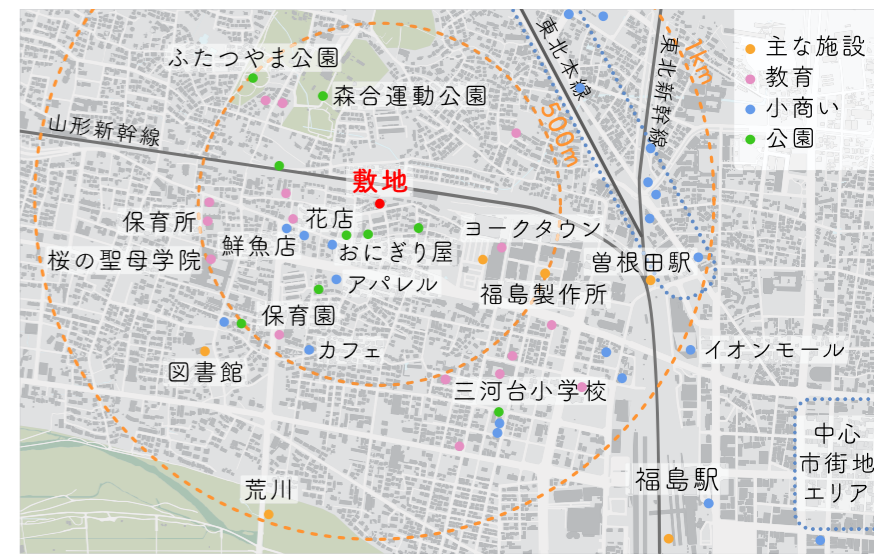 主な施設
教育
小商い
公園
東北本線
東北新幹線
1km
500m
ふたつやま公園
森合運動公園
山形新幹線
敷地
保育所
花店
鮮魚店
おにぎり屋
ヨークタウン
桜の聖母学院
アパレル
曽根田駅
福島製作所
保育園
カフェ
イオンモール
図書館
三河台小学校
中心
市街地
エリア
荒川
福島駅